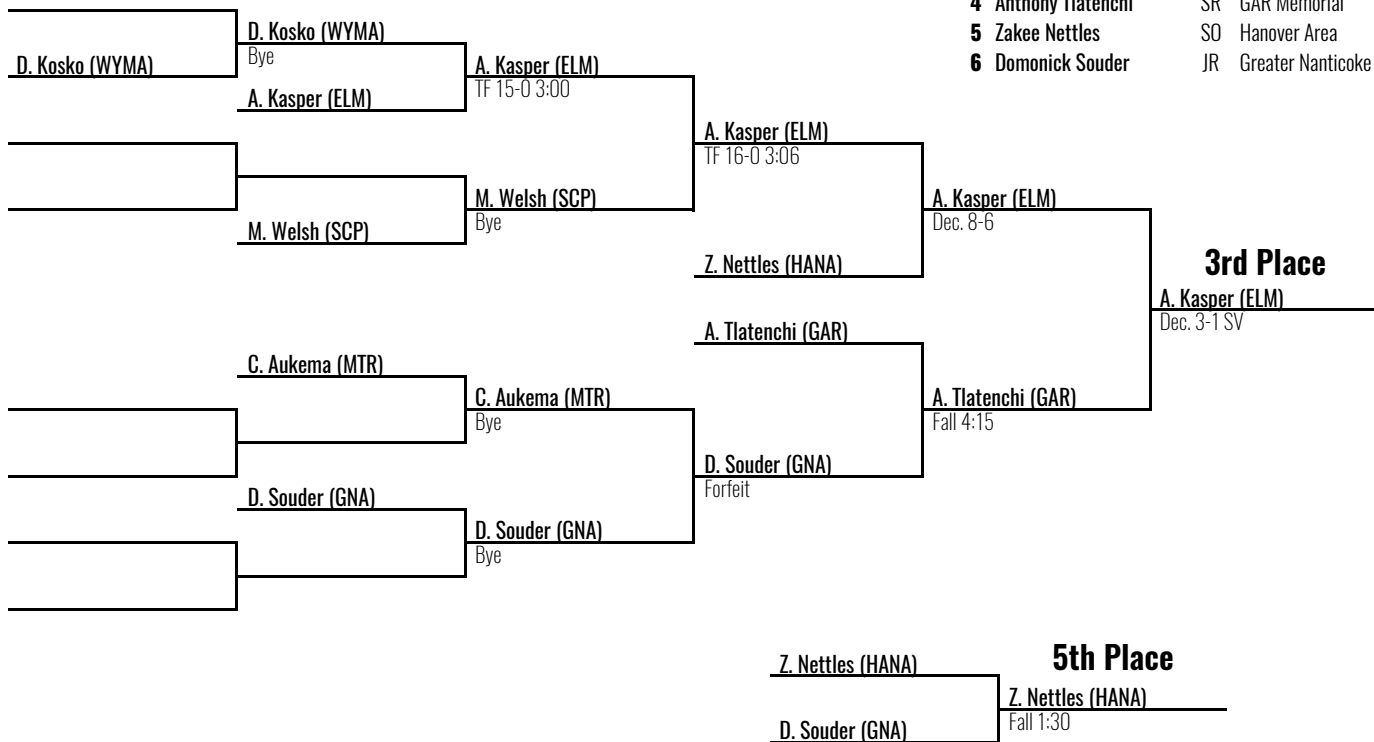 4 Anthony Tlatenchi SR GAR Memorial
5 Zakee Nettles SO Hanover Area
6 Domonick Souder JR Greater Nanticoke
D. Kosko (WYMA)
Bye
D. Kosko (WYMA)
A. Kasper (ELM)
A. Kasper (ELM)
TF 15-0 3:00
A. Kasper (ELM)
TF 16-0 3:06
M. Welsh (SCP)
M. Welsh (SCP)
Bye
A. Kasper (ELM)
Dec. 8-6
Z. Nettles (HANA)
3rd Place
A. Kasper (ELM)
Dec. 3-1 SV
A. Tlatenchi (GAR)
C. Aukema (MTR)
C. Aukema (MTR)
Bye
A. Tlatenchi (GAR)
Fall 4:15
D. Souder (GNA)
Forfeit
D. Souder (GNA)
D. Souder (GNA)
Bye
5th Place
Z. Nettles (HANA)
Z. Nettles (HANA)
Fall 1:30
D. Souder (GNA)